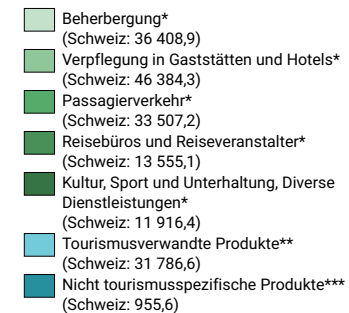 Beherbergung*
(Schweiz: 36 408,9)
Verpflegung in Gaststätten und Hotels*
(Schweiz: 46 384,3)
Passagierverkehr*
(Schweiz: 33 507,2)
Reisebüros und Reiseveranstalter*
(Schweiz: 13 555,1)
Kultur, Sport und Unterhaltung, Diverse
Dienstleistungen*
(Schweiz: 11 916,4)
Tourismusverwandte Produkte**
(Schweiz: 31 786,6)
Nicht tourismusspezifische Produkte***
(Schweiz: 955,6)